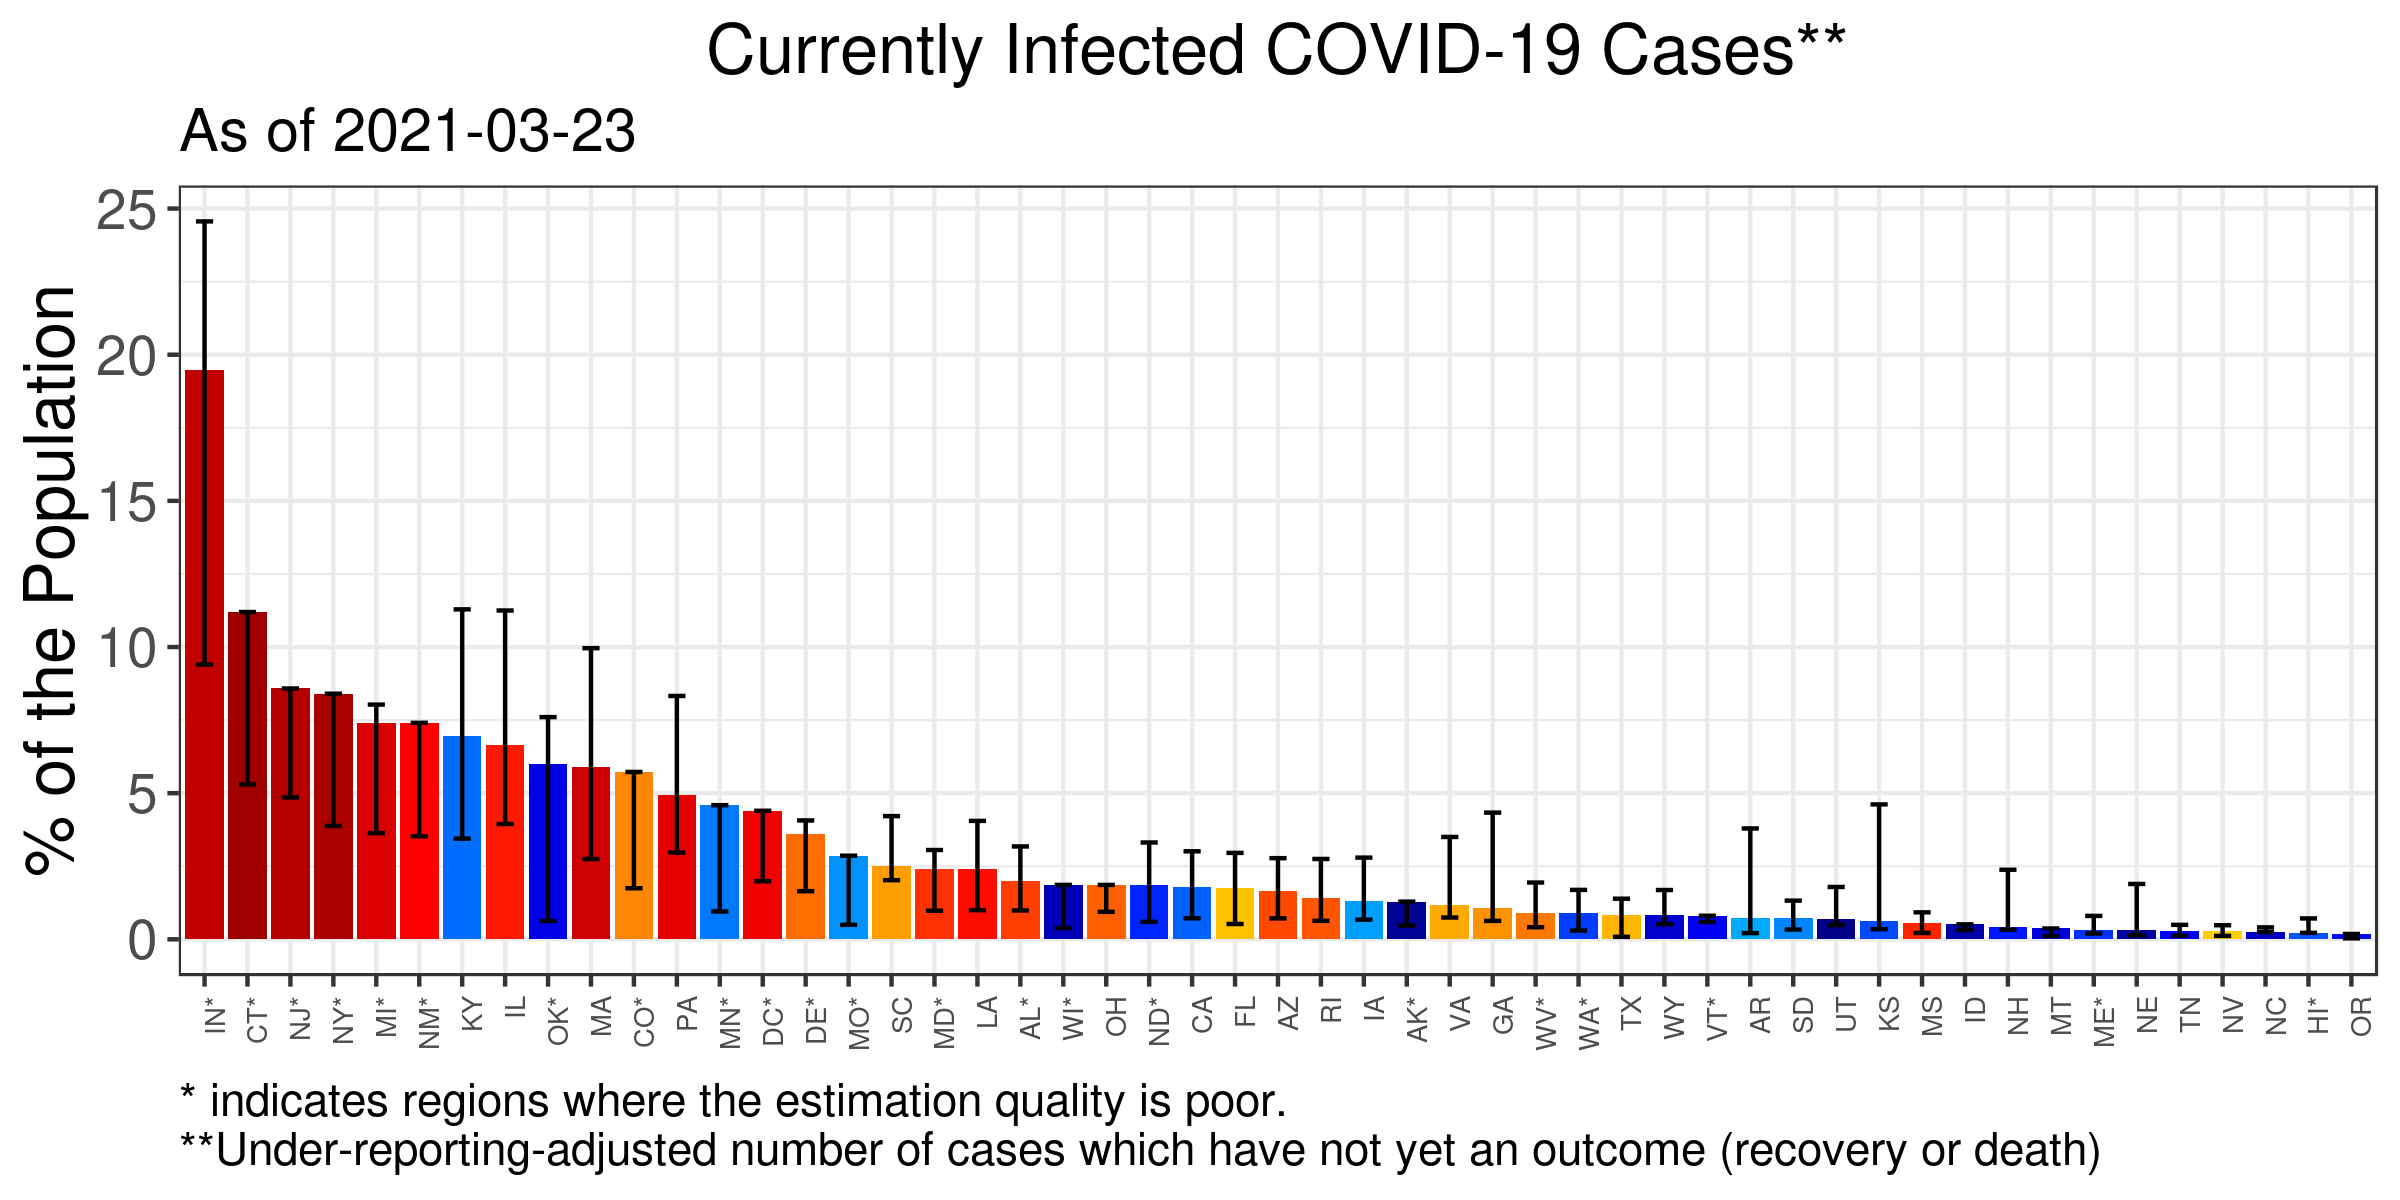 Currently Infected COVID-19 Cases**
As of 2021-03-23
% of the Population
25
20
15
10
5
0
IN* CT* NJ* NY* MI* NM* KY IL OK* MA CO* PA MN* DC* DE* MO* SC MD* LA AL* WI* OH ND* CA FL AZ RI IA AK* VA GA WV* WA* TX WY VT* AR SD UT KS MS ID NH MT ME* NE TN NV NC HI* OR
* indicates regions where the estimation quality is poor.
**Under-reporting-adjusted number of cases which have not yet an outcome (recovery or death)